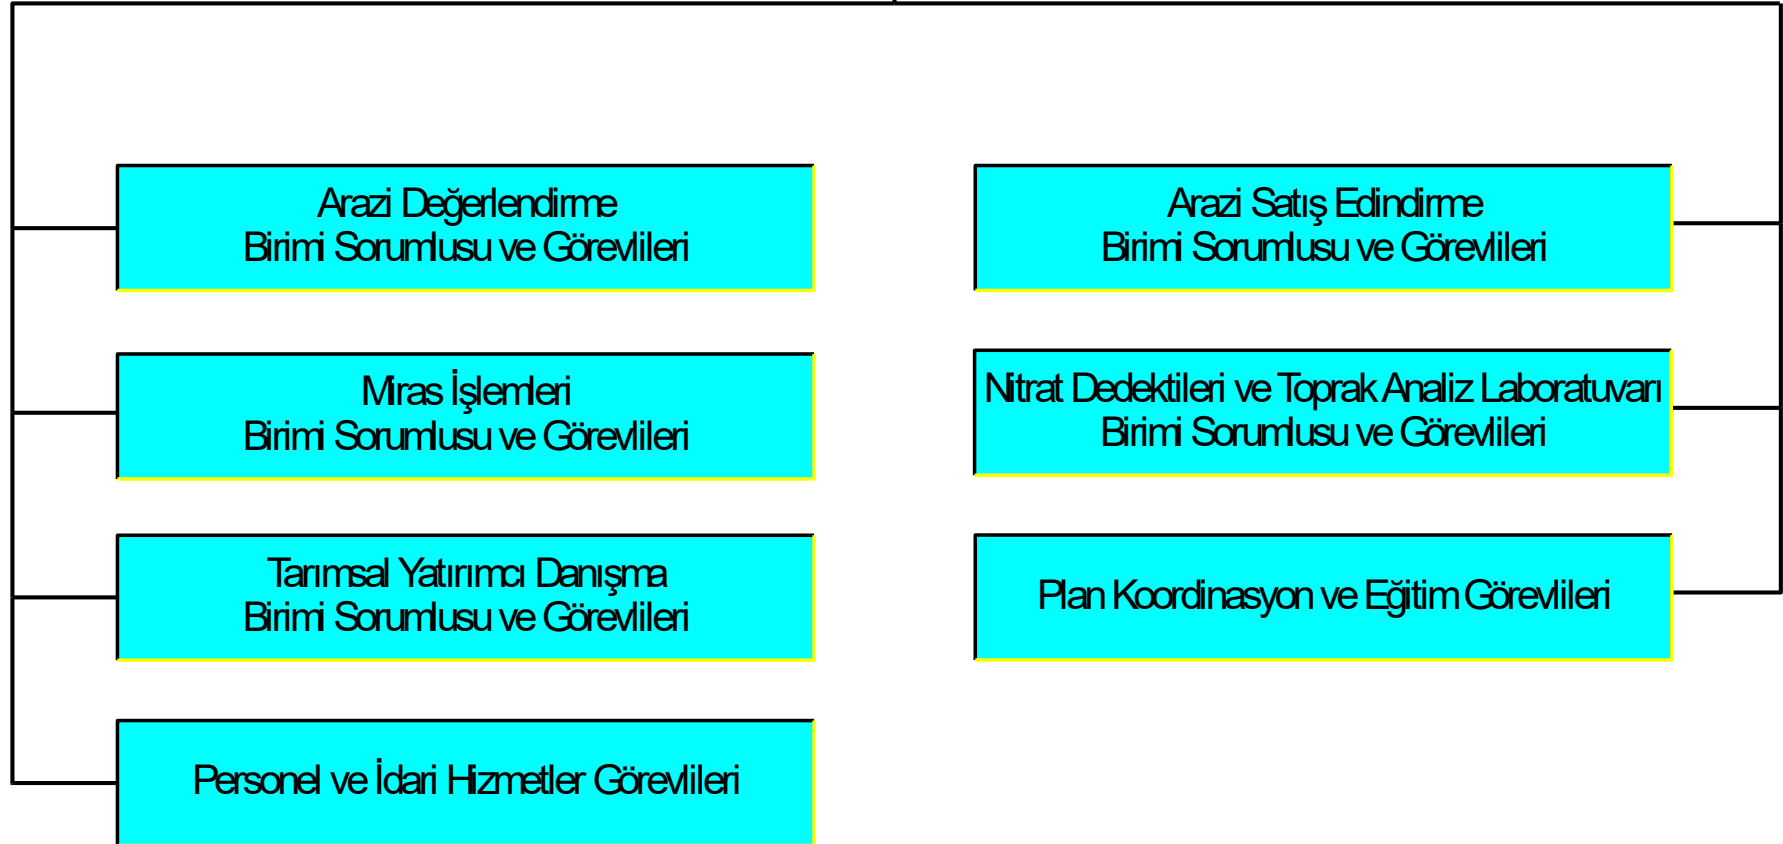 Arazi Değerlendirme
Birimi Sorumlusu ve Görevlileri
Arazi Satış Edindirme
Birimi Sorumlusu ve Görevlileri
Miras İşlemleri
Birimi Sorumlusu ve Görevlileri
Nitrat Dedektileri ve Toprak Analiz Laboratuvarı
Birimi Sorumlusu ve Görevlileri
Tarımsal Yatırımcı Danışma
Birimi Sorumlusu ve Görevlileri
Plan Koordinasyon ve Eğitim Görevlileri
Personel ve İdari Hizmetler Görevlileri